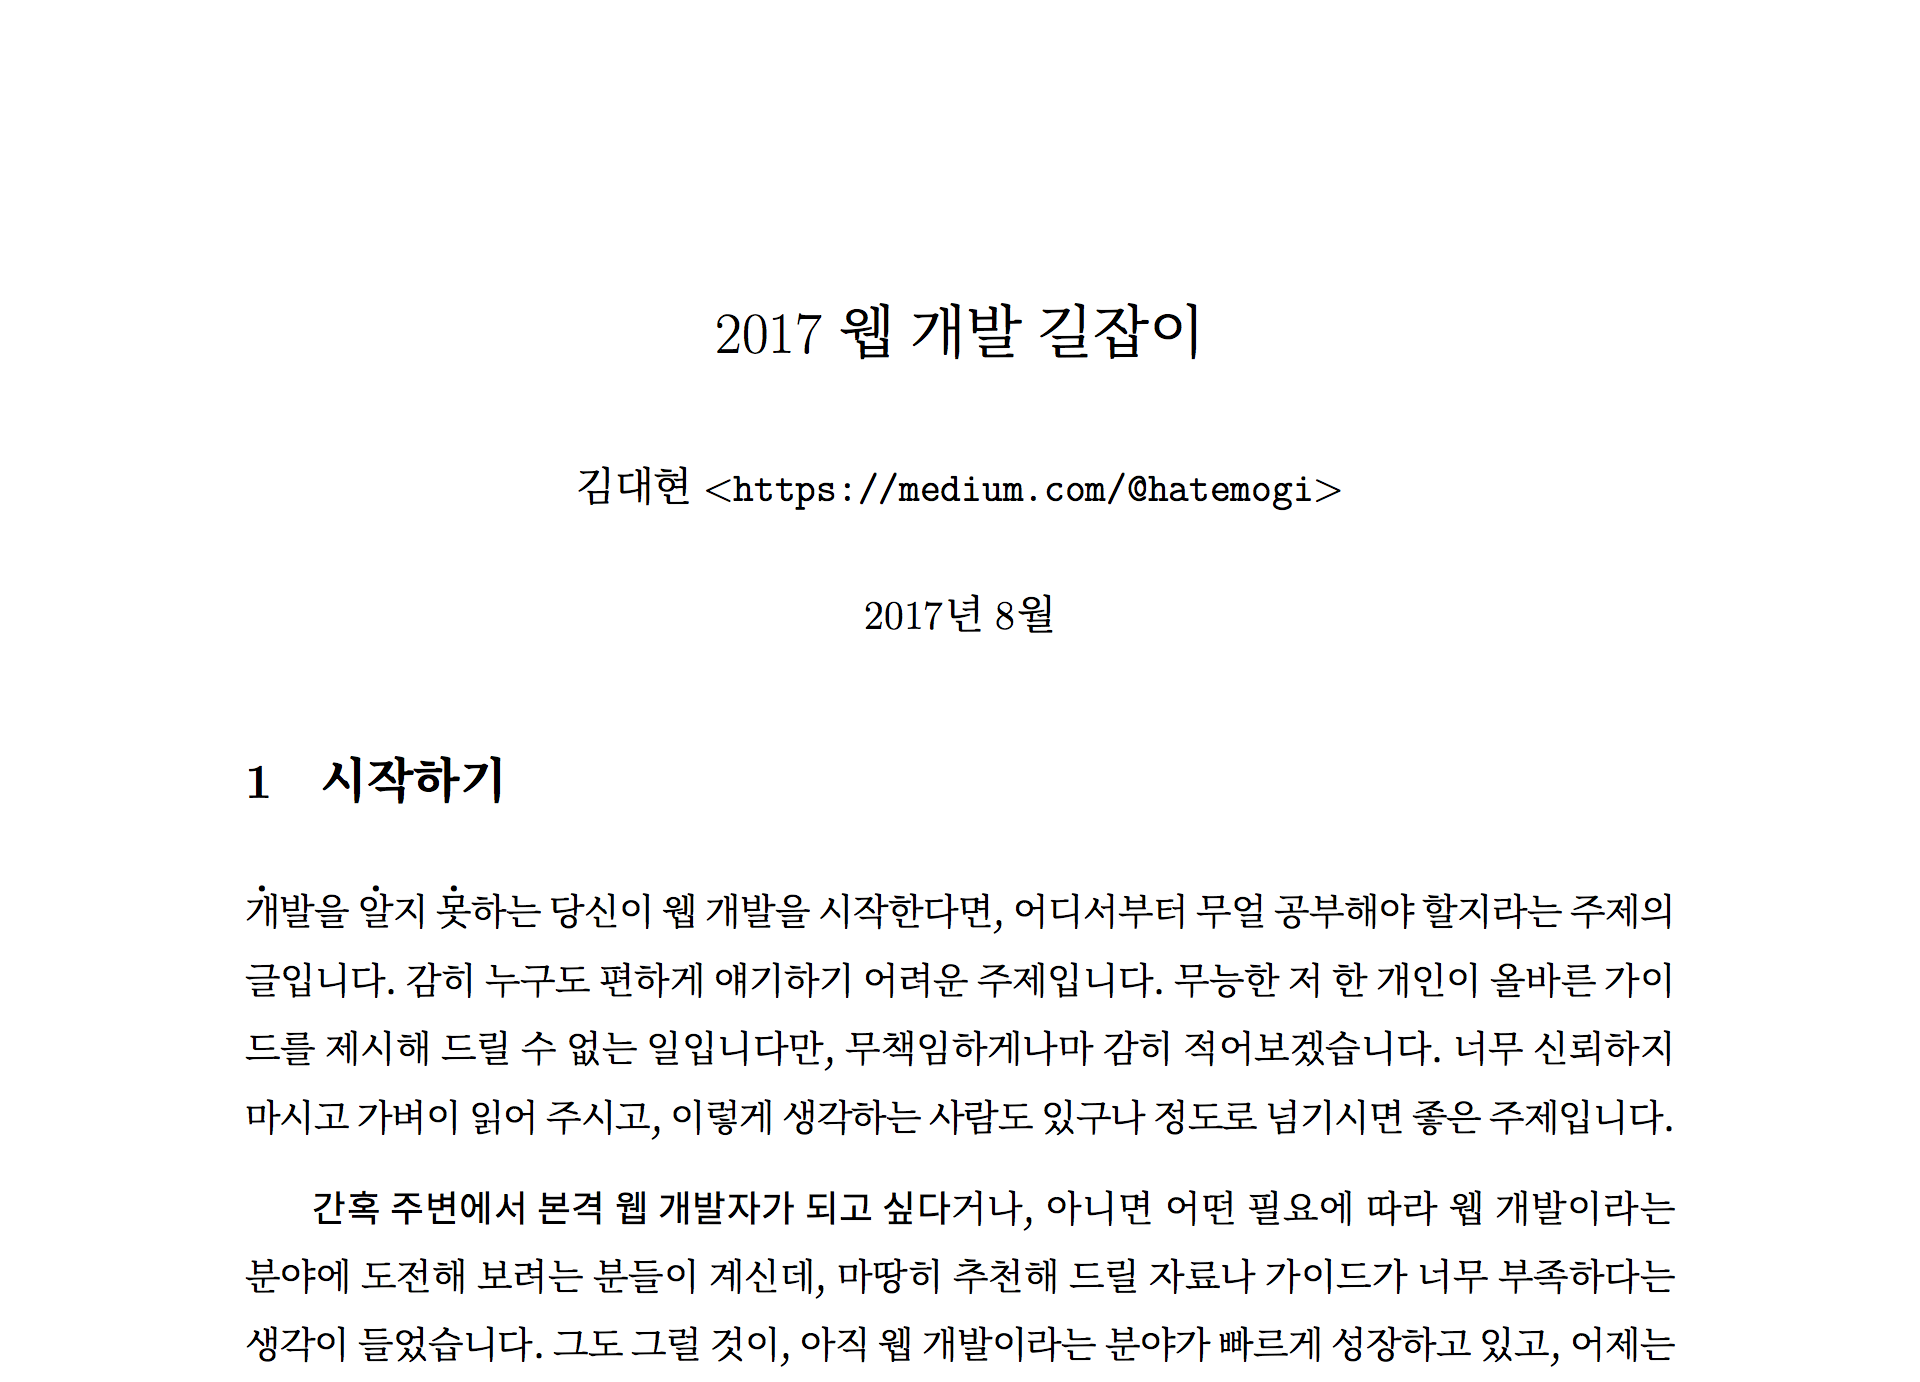 2017 웹 개발 길잡이
김대현 <https://medium.com/@hatemogi>
2017년 8월
1 시작하기
개발을 알지 못하는 당신이 웹 개발을 시작한다면, 어디서부터 무얼 공부해야 할지라는 주제의
글입니다. 감히 누구도 편하게 얘기하기 어려운 주제입니다. 무능한 저 한 개인이 올바른 가이
드를 제시해 드릴 수 없는 일입니다만, 무책임하게나마 감히 적어보겠습니다. 너무 신뢰하지
마시고 가벼이 읽어 주시고, 이렇게 생각하는 사람도 있구나 정도로 넘기시면 좋은 주제입니다.
간혹 주변에서 본격 웹 개발자가 되고 싶다거나, 아니면 어떤 필요에 따라 웹 개발이라는
분야에 도전해 보려는 분들이 계신데, 마땅히 추천해 드릴 자료나 가이드가 너무 부족하다는
생각이 들었습니다. 그도 그럴 것이, 아직 웹 개발이라는 분야가 빠르게 성장하고 있고, 어제는